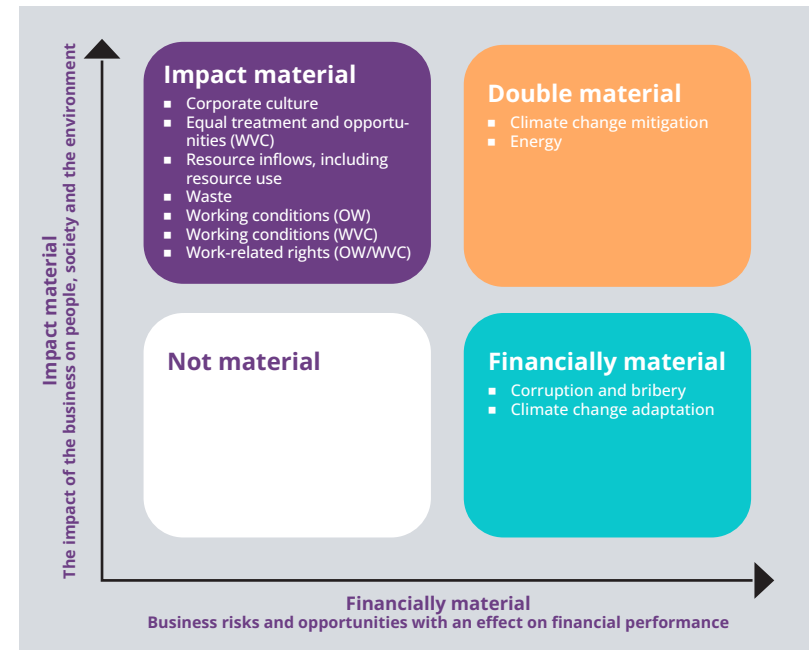 Impact material
The impact of the business on people, society and the environment
Impact material
▪ Corporate culture
▪ Equal treatment and opportu-
nities (WVC)
▪ Resource inflows, including
resource use
▪ Waste
▪ Working conditions (OW)
▪ Working conditions (WVC)
▪ Work-related rights (OW/WVC)
Double material
▪ Climate change mitigation
▪ Energy
Not material
Financially material
▪ Corruption and bribery
▪ Climate change adaptation
Financially material
Business risks and opportunities with an effect on financial performance